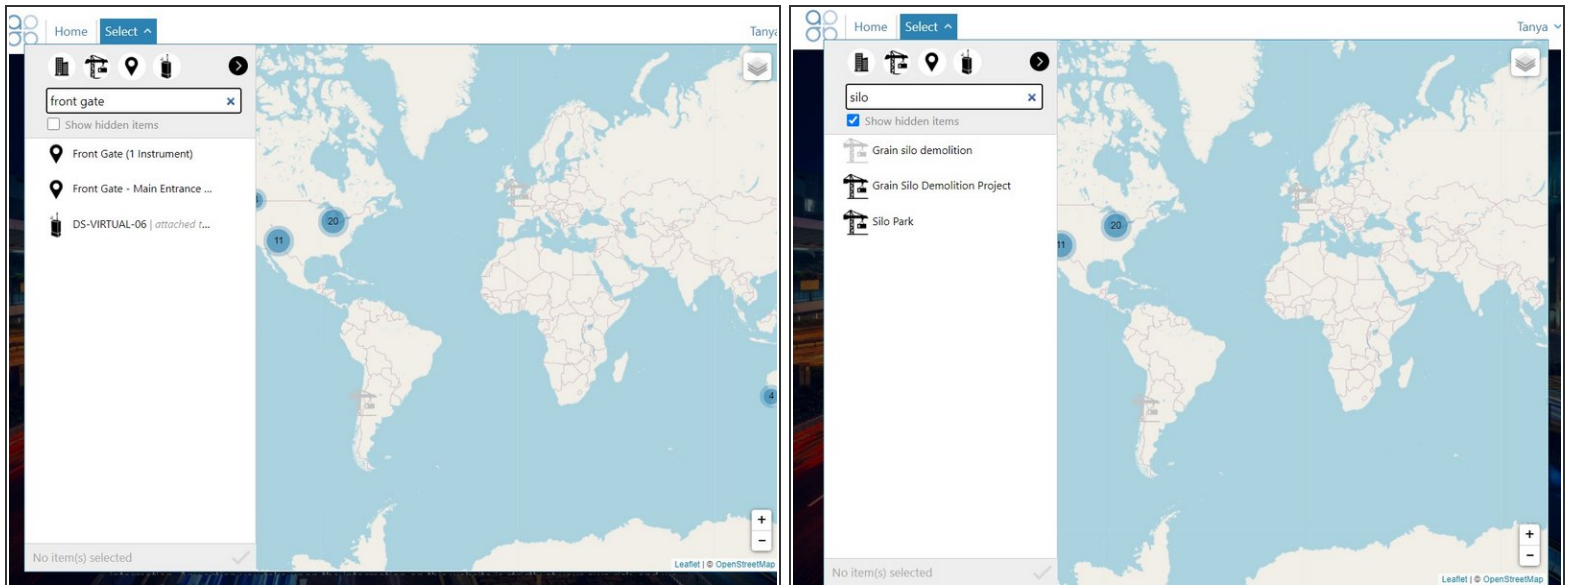 Home
Select
Tanya
front gate
Show hidden items
Front Gate (1 Instrument)
Front Gate - Main Entrance ...
DS-VIRTUAL-06 | attached t...
20
11
4
+
−
No item(s) selected
Leaflet | © OpenStreetMap
Home
Select
Tanya
silo
Show hidden items
Grain silo demolition
Grain Silo Demolition Project
Silo Park
20
11
+
−
No item(s) selected
Leaflet | © OpenStreetMap